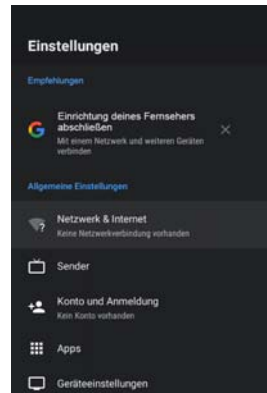 Einstellungen
Empfehlungen
Einrichtung deines Fernsehers
abschließen
Mit einem Netzwerk und weiteren Geräten
verbinden
Allgemeine Einstellungen
Netzwerk & Internet
Keine Netzwerkverbindung vorhanden
Sender
Konto und Anmeldung
Kein Konto vorhanden
Apps
Geräteeinstellungen